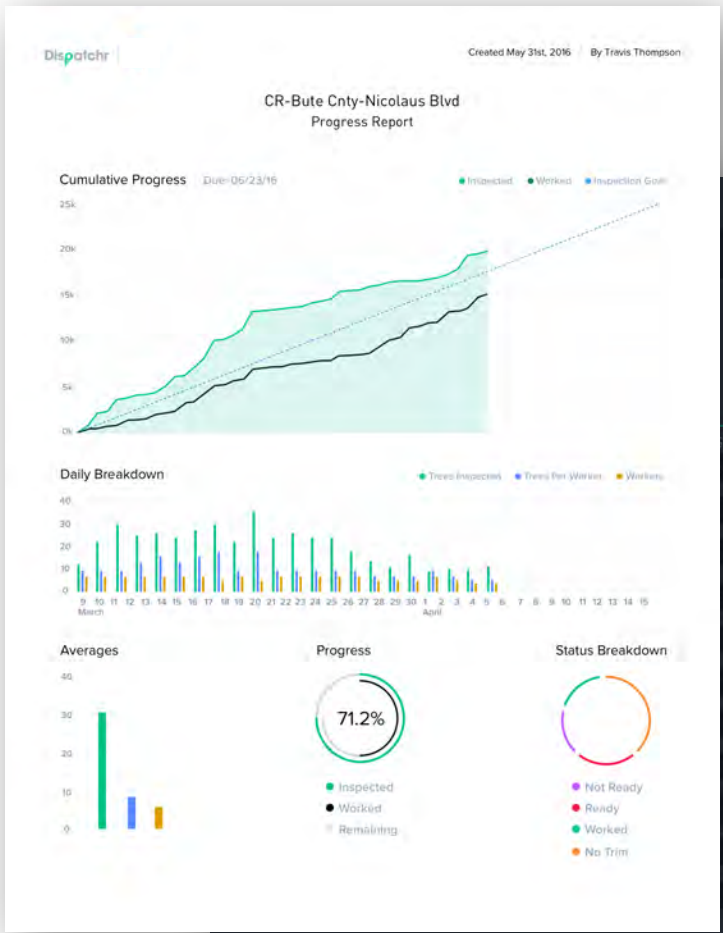 Dispatchr
Created May 31st, 2016 By Travis Thompson
CR-Bute Cnty-Nicolaus Blvd
Progress Report
Cumulative Progress Due: 06/23/16
Inspected Worked Inspection Goal
25k
20k
15k
10k
5k
0k
Daily Breakdown
Trees Inspected Trees Per Worker Workers
40
30
20
10
0
9 10 11 12 13 14 15 16 17 18 19 20 21 22 23 24 25 26 27 28 29 30 1 2 3 4 5 6 7 8 9 10 11 12 13 14 15
March April
Averages
40
30
20
10
0
Progress
71.2%
Inspected
Worked
Remaining
Status Breakdown
Not Ready
Ready
Worked
No Trim